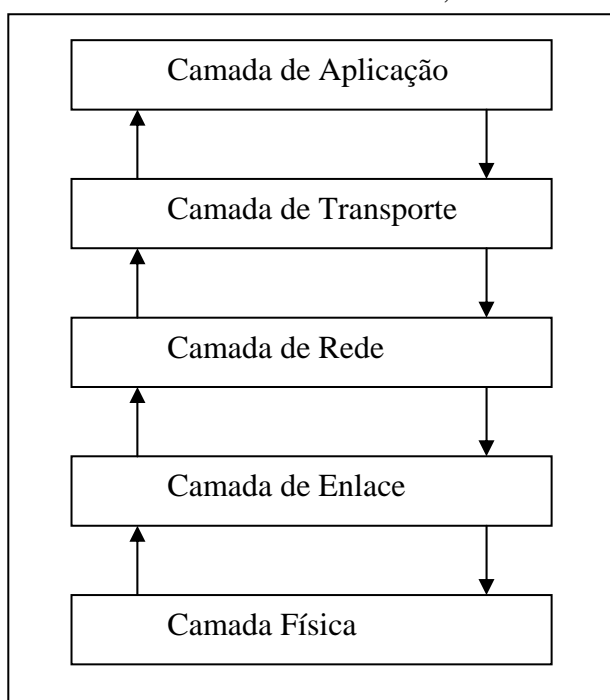 Camada de Aplicação
Camada de Transporte
Camada de Rede
Camada de Enlace
Camada Física